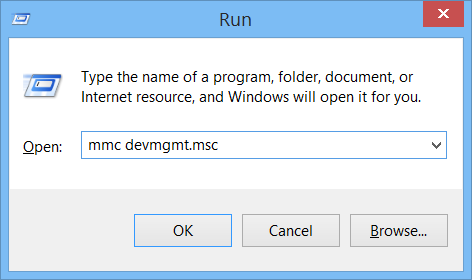 Run
Type the name of a program, folder, document, or
Internet resource, and Windows will open it for you.
Open: mmc devmgmt.msc
OK Cancel Browse...